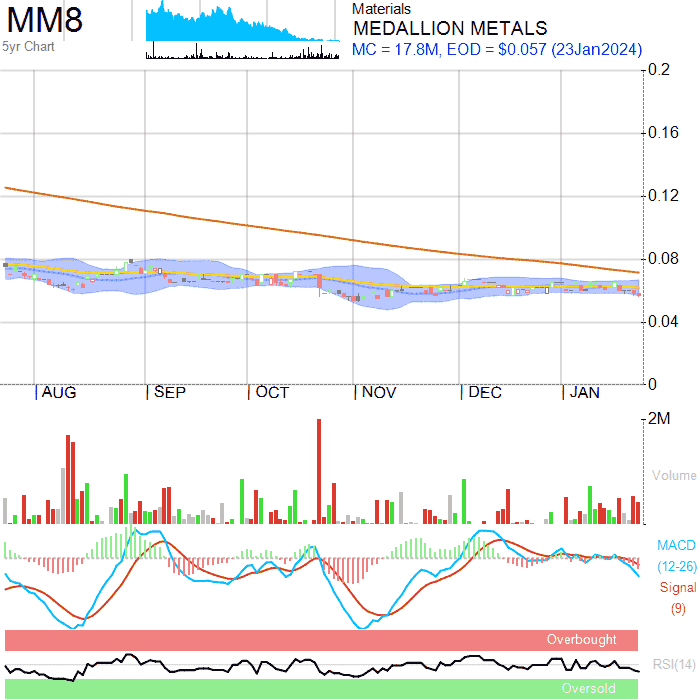 MM8
5yr Chart
Materials
MEDALLION METALS
MC = 17.8M, EOD = $0.057 (23Jan2024)
0.2
0.16
0.12
0.08
0.04
0
AUG SEP OCT NOV DEC JAN
2M
Volume
MACD
(12-26)
Signal
(9)
Overbought
RSI(14)
Oversold